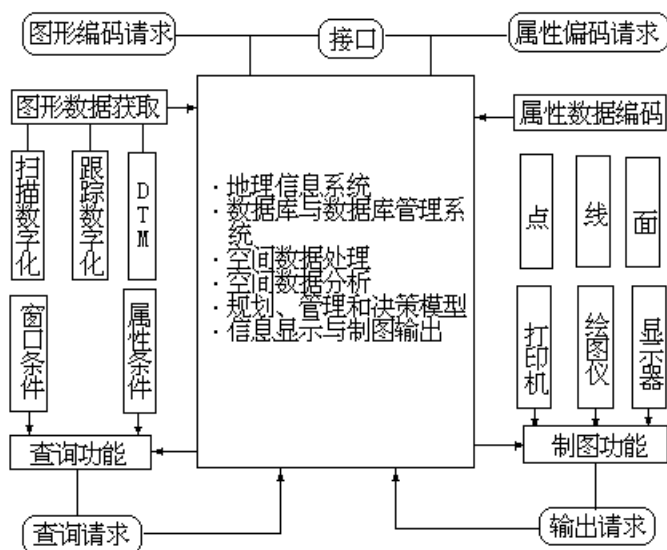 图形编码请求
接口
属性偏码请求
图形数据获取
属性数据编码
扫描数字化
跟踪数字化
DTM
点
线
面
·地理信息系统
·数据库与数据库管理系
统
·空间数据处理
·空间数据分析
·规划、管理和决策模型
·信息显示与制图输出
窗口条件
属性条件
打印机
绘图仪
显示器
查询功能
制图功能
查询请求
输出请求